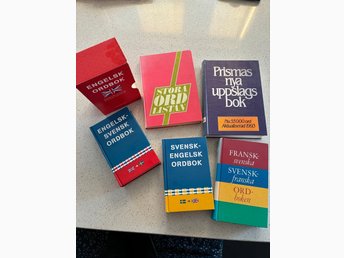 ENGELSK
ORDBOK
STORA
ORD
LISTAN
Prismas
nya
uppslags
bok
ENGELSK-
SVENSK
ORDBOK
SVENSK-
ENGELSK
ORDBOK
FRANSK-
svenska
SVENSK-
franska
ORD-
boken